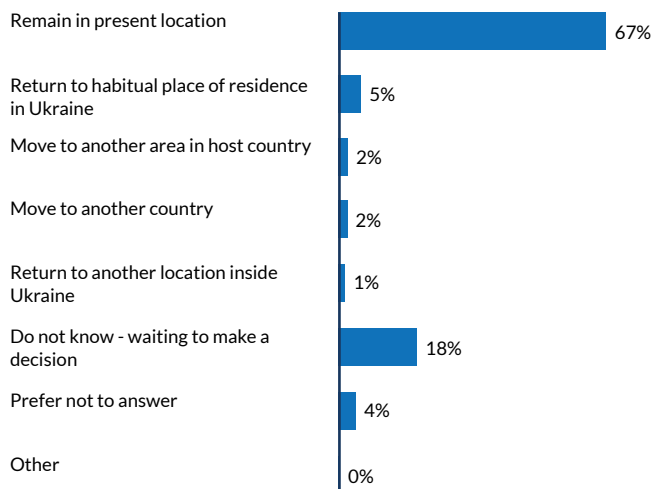 Remain in present location
67%
Return to habitual place of residence
in Ukraine
5%
Move to another area in host country
2%
Move to another country
2%
Return to another location inside
Ukraine
1%
Do not know - waiting to make a
decision
18%
Prefer not to answer
4%
Other
0%